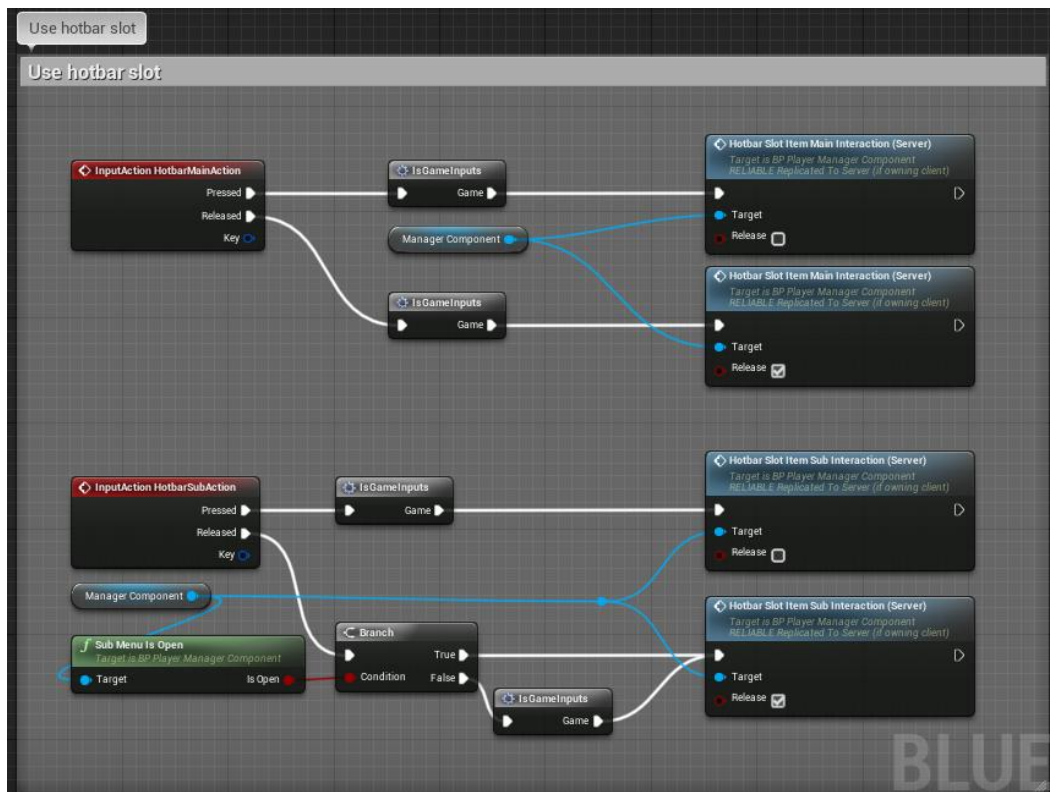 Use hotbar slot
Use hotbar slot
InputAction HotbarMainAction
Pressed
Released
Key
IsGameInputs
Game
Manager Component
IsGameInputs
Game
Hotbar Slot Item Main Interaction (Server)
Target is BP Player Manager Component
RELIABLE Replicated To Server (if owning client)
Target
Release
Hotbar Slot Item Main Interaction (Server)
Target is BP Player Manager Component
RELIABLE Replicated To Server (if owning client)
Target
Release
InputAction HotbarSubAction
Pressed
Released
Key
IsGameInputs
Game
Manager Component
Sub Menu Is Open
Target is BP Player Manager Component
Target
Is Open
Branch
True
Condition
False
IsGameInputs
Game
Hotbar Slot Item Sub Interaction (Server)
Target is BP Player Manager Component
RELIABLE Replicated To Server (if owning client)
Target
Release
Hotbar Slot Item Sub Interaction (Server)
Target is BP Player Manager Component
RELIABLE Replicated To Server (if owning client)
Target
Release
BLUE